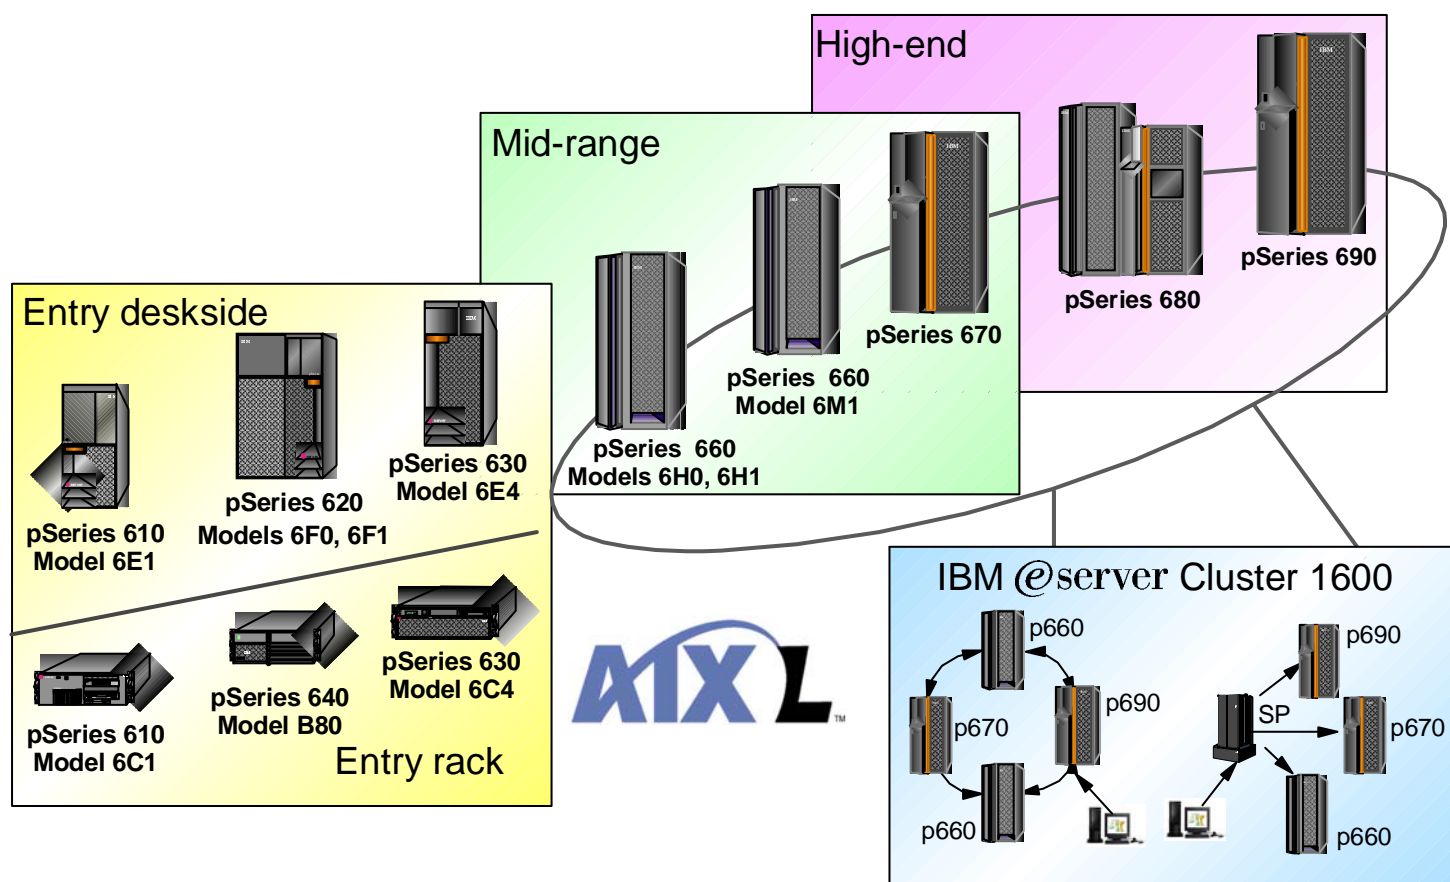 High-end
pSeries 680
pSeries 690
Mid-range
pSeries 660
Models 6H0, 6H1
pSeries 660
Model 6M1
pSeries 670
Entry deskside
pSeries 610
Model 6E1
pSeries 620
Models 6F0, 6F1
pSeries 630
Model 6E4
pSeries 610
Model 6C1
pSeries 640
Model B80
pSeries 630
Model 6C4
Entry rack
AIX L™
IBM @server Cluster 1600
p660
p670
p690
p660
SP
p690
p670
p660
IBM
IBM